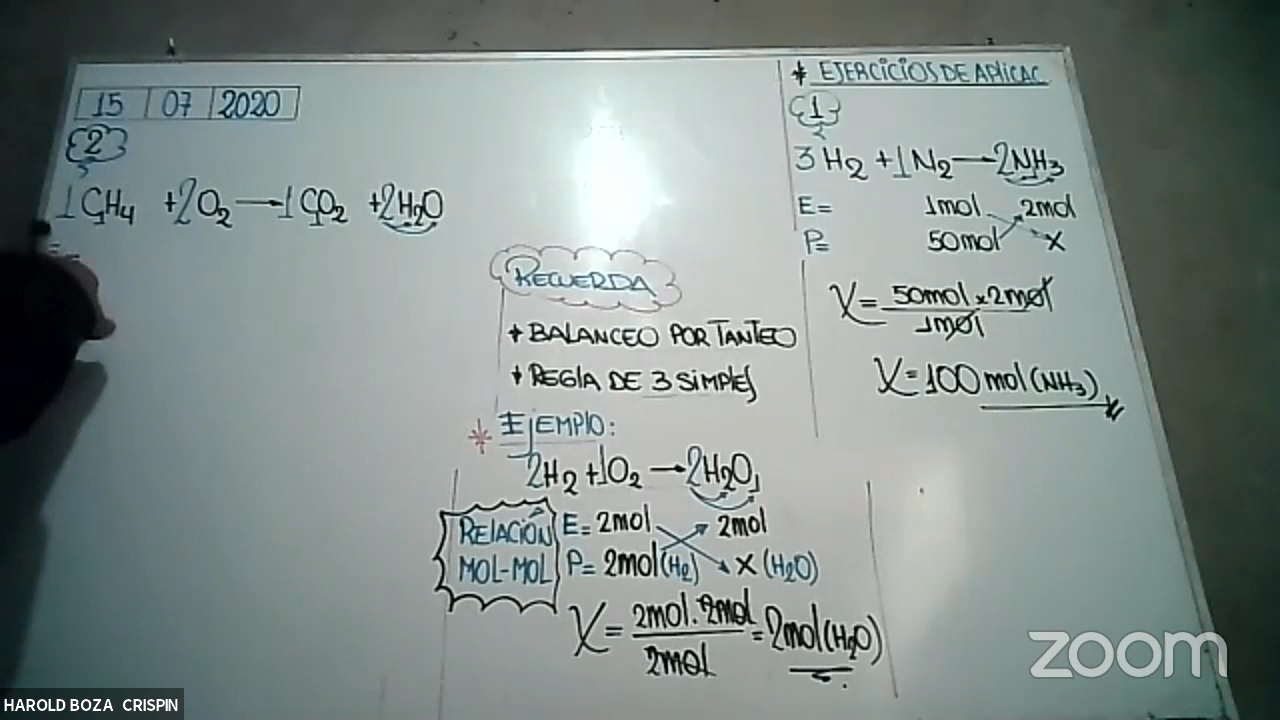 15 | 07 | 2020
2
1CH4 +2O2 → 1CO2 +2H2O
RECUERDA
+ BALANCEO POR TANTEO
+ REGLA DE 3 SIMPLES
* EJEMPLO:
2H2 + 1O2 → 2H2O1
RELACIÓN
MOL-MOL
E= 2mol 2mol
P= 2mol(H2) X (H2O)
X = 2mol . 2mol / 2mol = 2mol(H2O)
* EJERCICIOS DE APLICAC
1
3H2 + 1N2 → 2NH3
E= 1mol 2mol
P= 50mol X
X = 50mol x 2mol / 1mol
X = 100 mol (NH3)
zoom
HAROLD BOZA CRISPIN